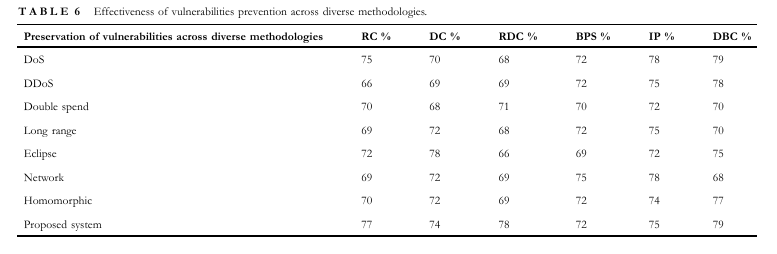 TABLE 6 Effectiveness of vulnerabilities prevention across diverse methodologies.
Preservation of vulnerabilities across diverse methodologies RC % DC % RDC % BPS % IP % DBC %
DoS 75 70 68 72 78 79
DDoS 66 69 69 72 75 78
Double spend 70 68 71 70 72 70
Long range 69 72 68 72 75 70
Eclipse 72 78 66 69 72 75
Network 69 72 69 75 78 68
Homomorphic 70 72 69 72 74 77
Proposed system 77 74 78 72 75 79